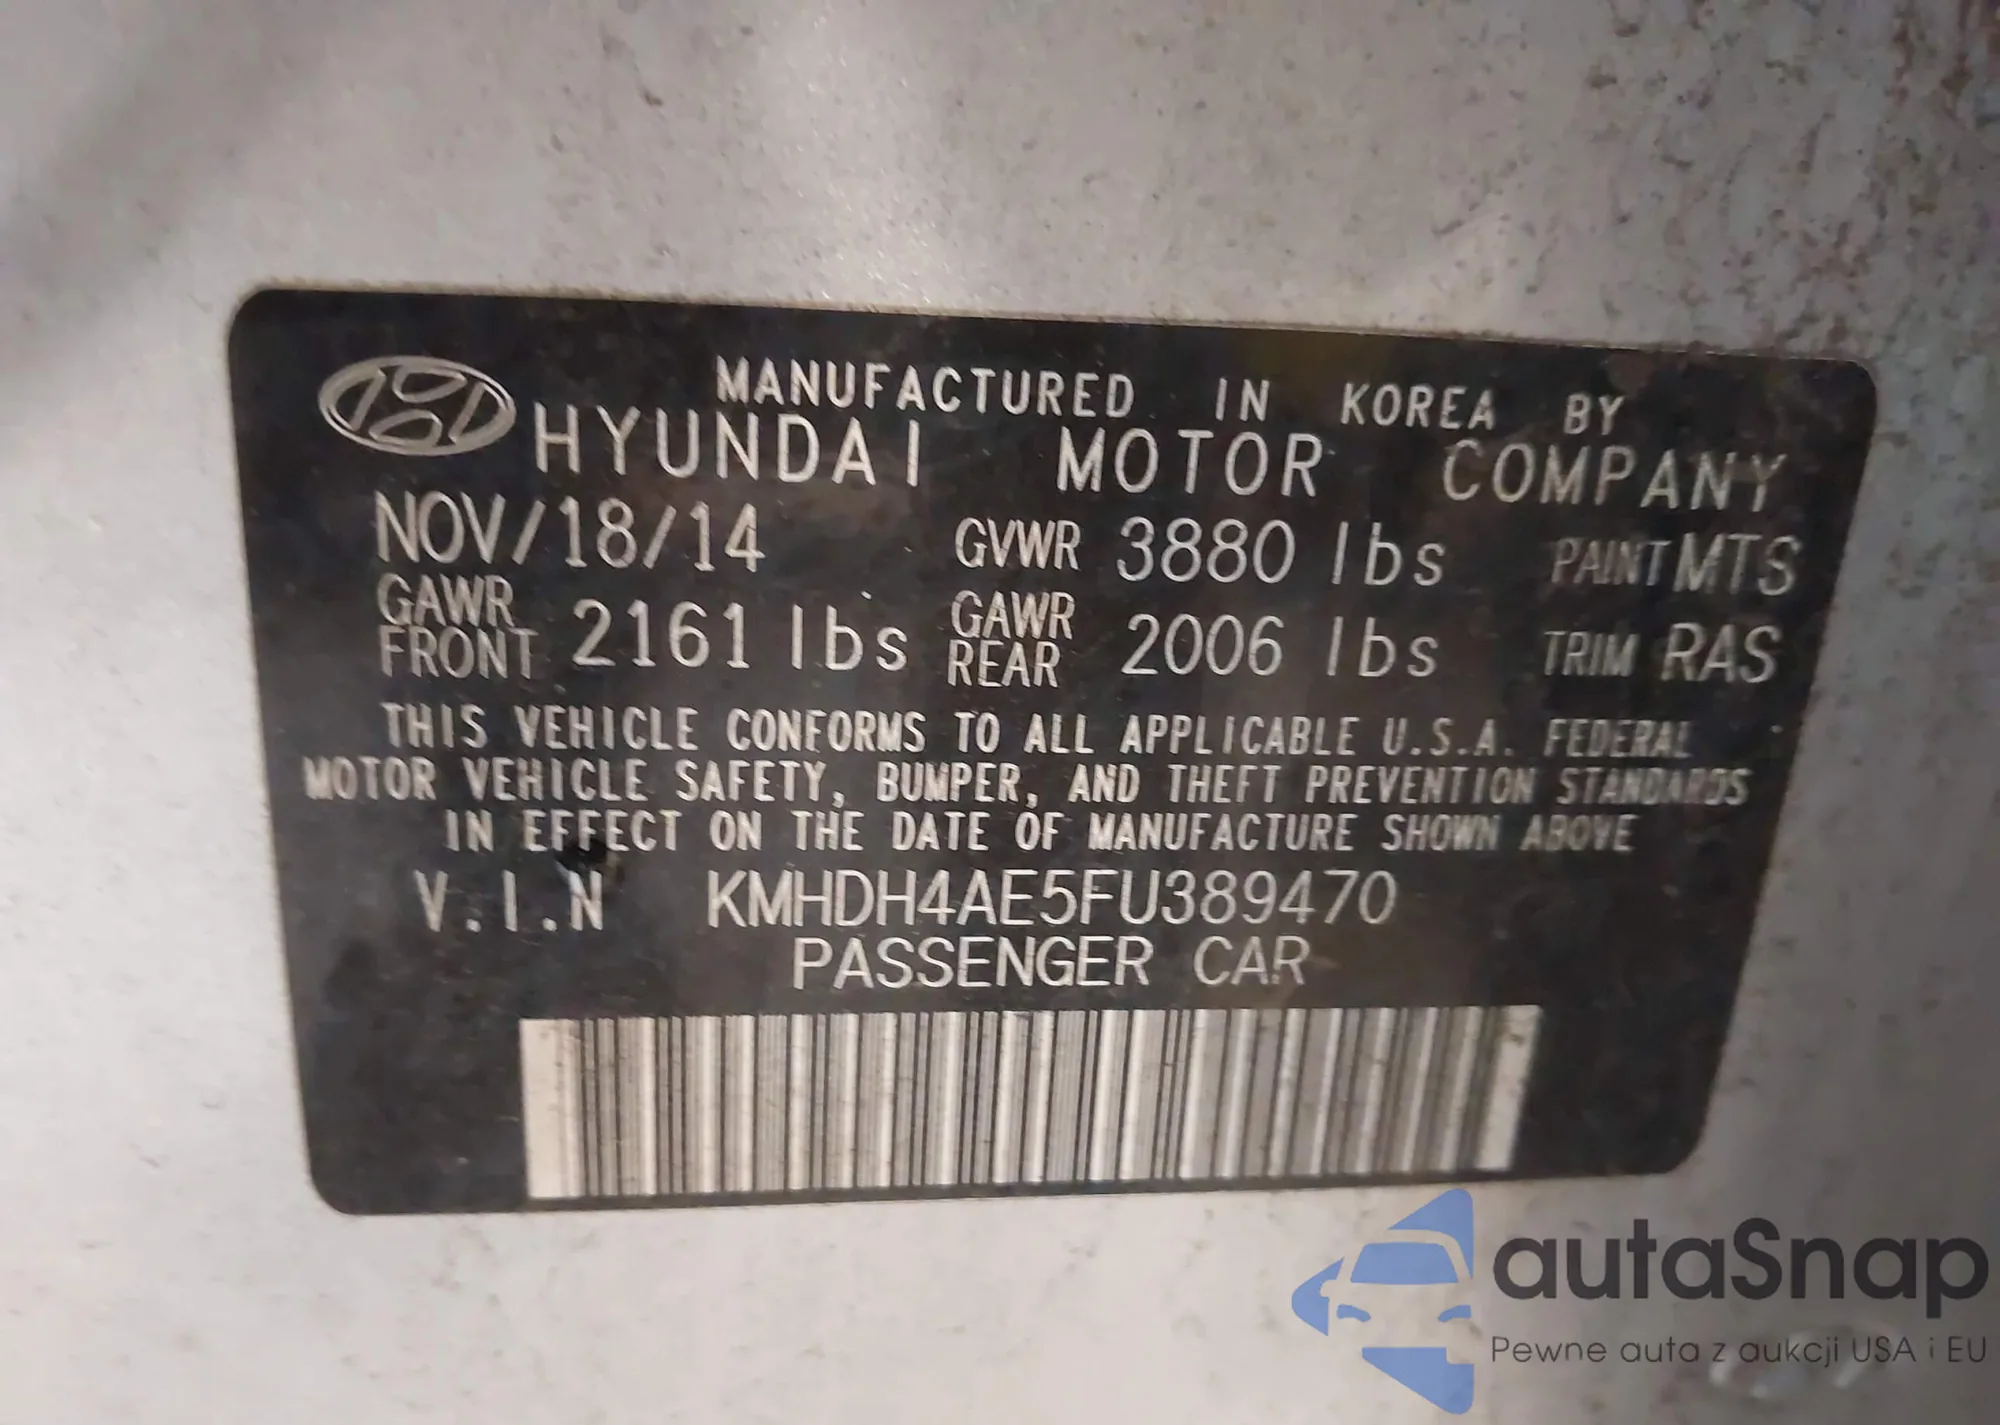 MANUFACTURED IN KOREA BY
HYUNDAI MOTOR COMPANY
NOV/18/14 GVWR 3880 lbs PAINT MTS
GAWR FRONT 2161 lbs GAWR REAR 2006 lbs TRIM RAS
THIS VEHICLE CONFORMS TO ALL APPLICABLE U.S.A. FEDERAL
MOTOR VEHICLE SAFETY, BUMPER, AND THEFT PREVENTION STANDARDS
IN EFFECT ON THE DATE OF MANUFACTURE SHOWN ABOVE
V.I.N KMHDH4AE5FU389470
PASSENGER CAR
autaSnap
Pewne auta z aukcji USA i EU